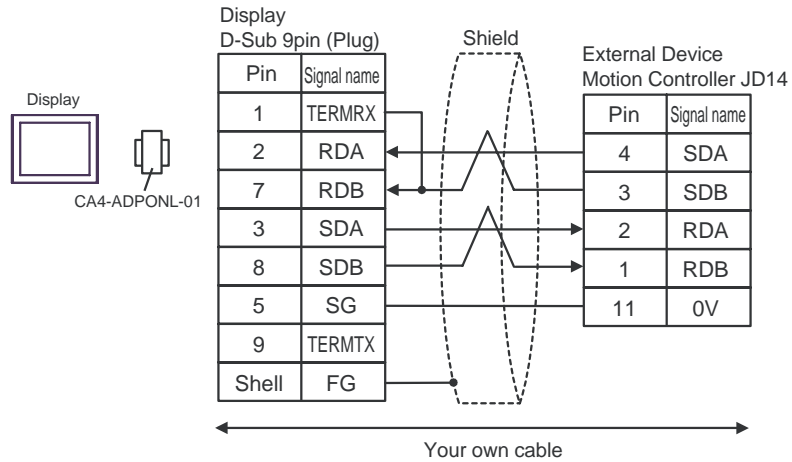 Display
D-Sub 9pin (Plug)
Shield
External Device
Motion Controller JD14
Display
CA4-ADPONL-01
Pin Signal name
1 TERMRX
2 RDA
7 RDB
3 SDA
8 SDB
5 SG
9 TERMTX
Shell FG
Pin Signal name
4 SDA
3 SDB
2 RDA
1 RDB
11 0V
Your own cable